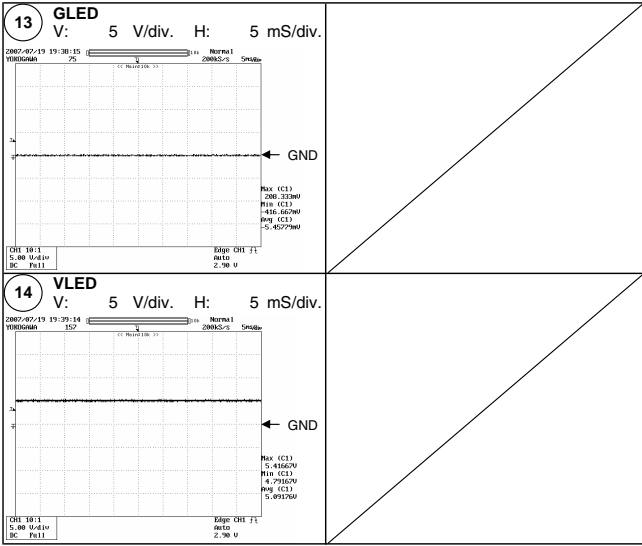 13 GLED
V: 5 V/div. H: 5 mS/div.
2007/07/19 19:38:15 Normal
YOKOGAWA 75 200kS/s 5ms/div
<< Main:10k >>
GND
Max (C1)
208.333mV
Min (C1)
-416.667mV
Avg (C1)
-5.45779mV
CH1 10:1 Edge CH1
5.00 V/div Auto
DC Full 2.90 V
14 VLED
V: 5 V/div. H: 5 mS/div.
2007/07/19 19:39:14 Normal
YOKOGAWA 157 200kS/s 5ms/div
<< Main:10k >>
GND
Max (C1)
5.41667V
Min (C1)
4.79167V
Avg (C1)
5.09176V
CH1 10:1 Edge CH1
5.00 V/div Auto
DC Full 2.90 V